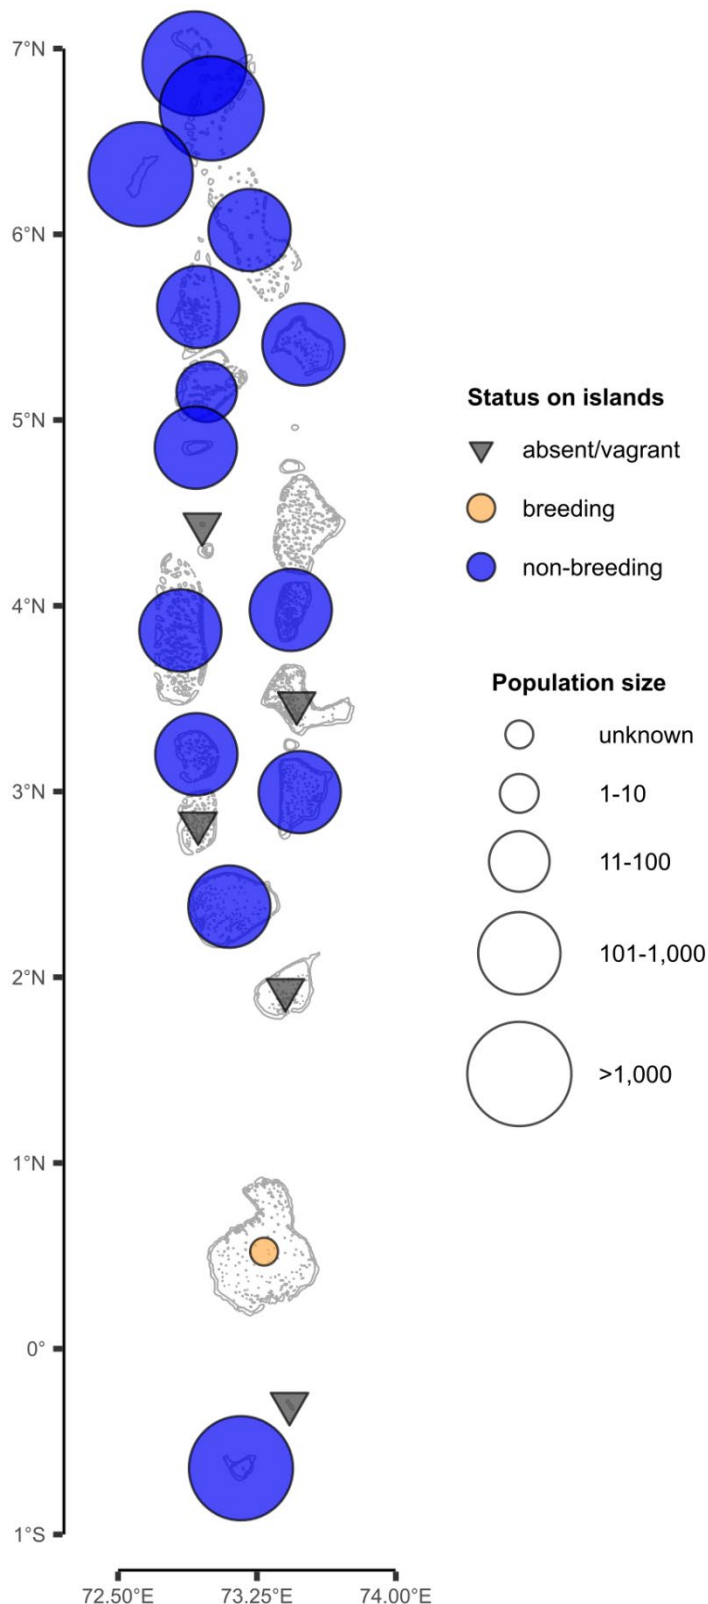 7°N
6°N
5°N
4°N
3°N
2°N
1°N
0°
1°S
72.50°E 73.25°E 74.00°E
Status on islands
absent/vagrant
breeding
non-breeding
Population size
unknown
1-10
11-100
101-1,000
>1,000